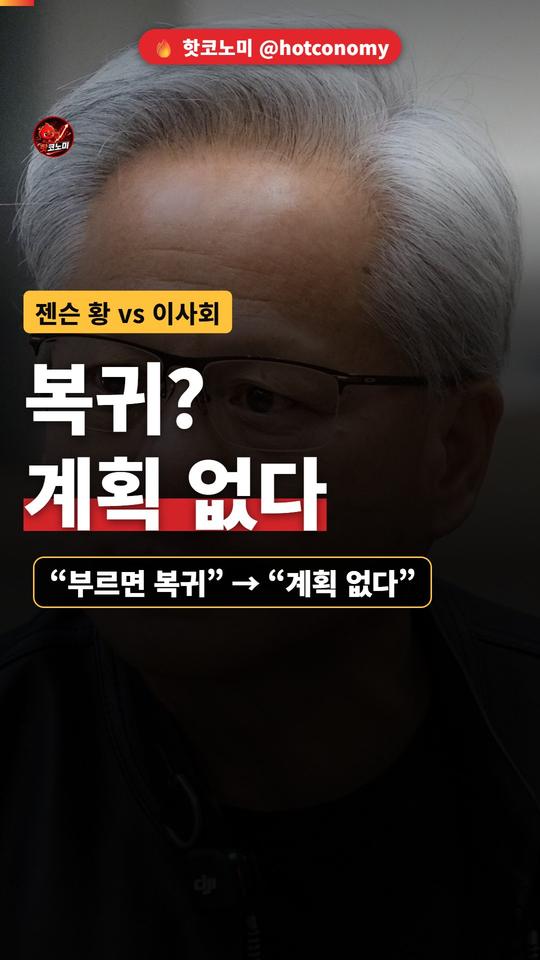 🔥 핫코노미 @hotconomy
핫코노미
젠슨 황 vs 이사회
복귀?
계획 없다
“부르면 복귀” → “계획 없다”
dji